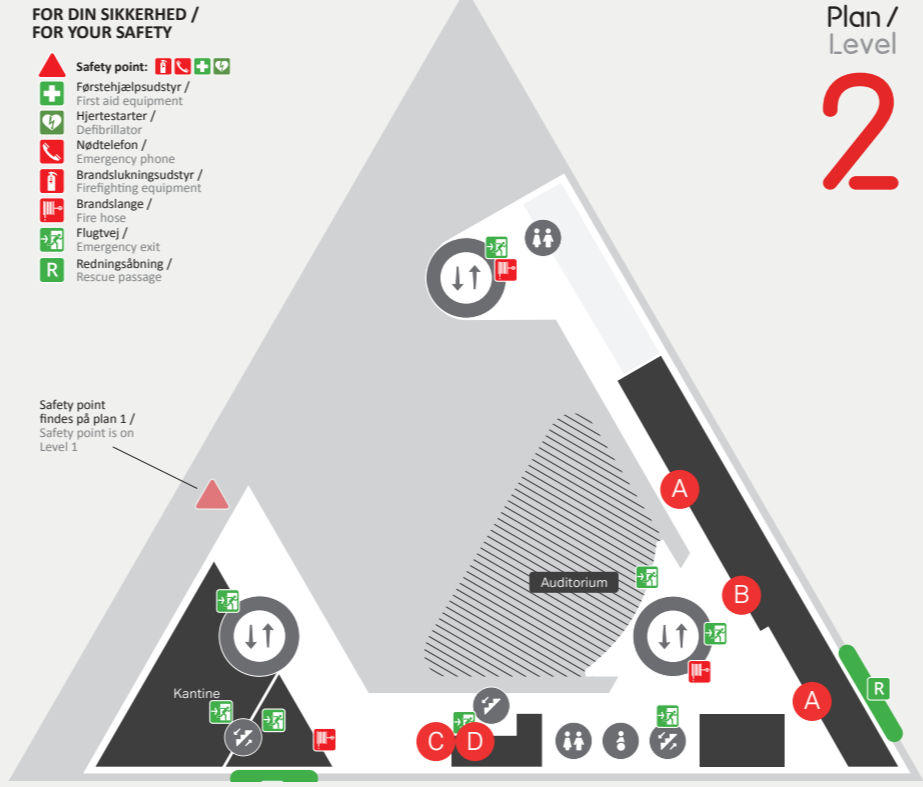 FOR DIN SIKKERHED /
FOR YOUR SAFETY
Safety point:
Førstehjælpsudstyr /
First aid equipment
Hjertestarter /
Defibrillator
Nødtelefon /
Emergency phone
Brandslukningsudstyr /
Firefighting equipment
Brandslange /
Fire hose
Flugtvej /
Emergency exit
R
Redningsåbning /
Rescue passage
Plan /
Level
2
Safety point
findes på plan 1 /
Safety point is on
Level 1
A
Auditorium
B
R
Kantine
A
C
D